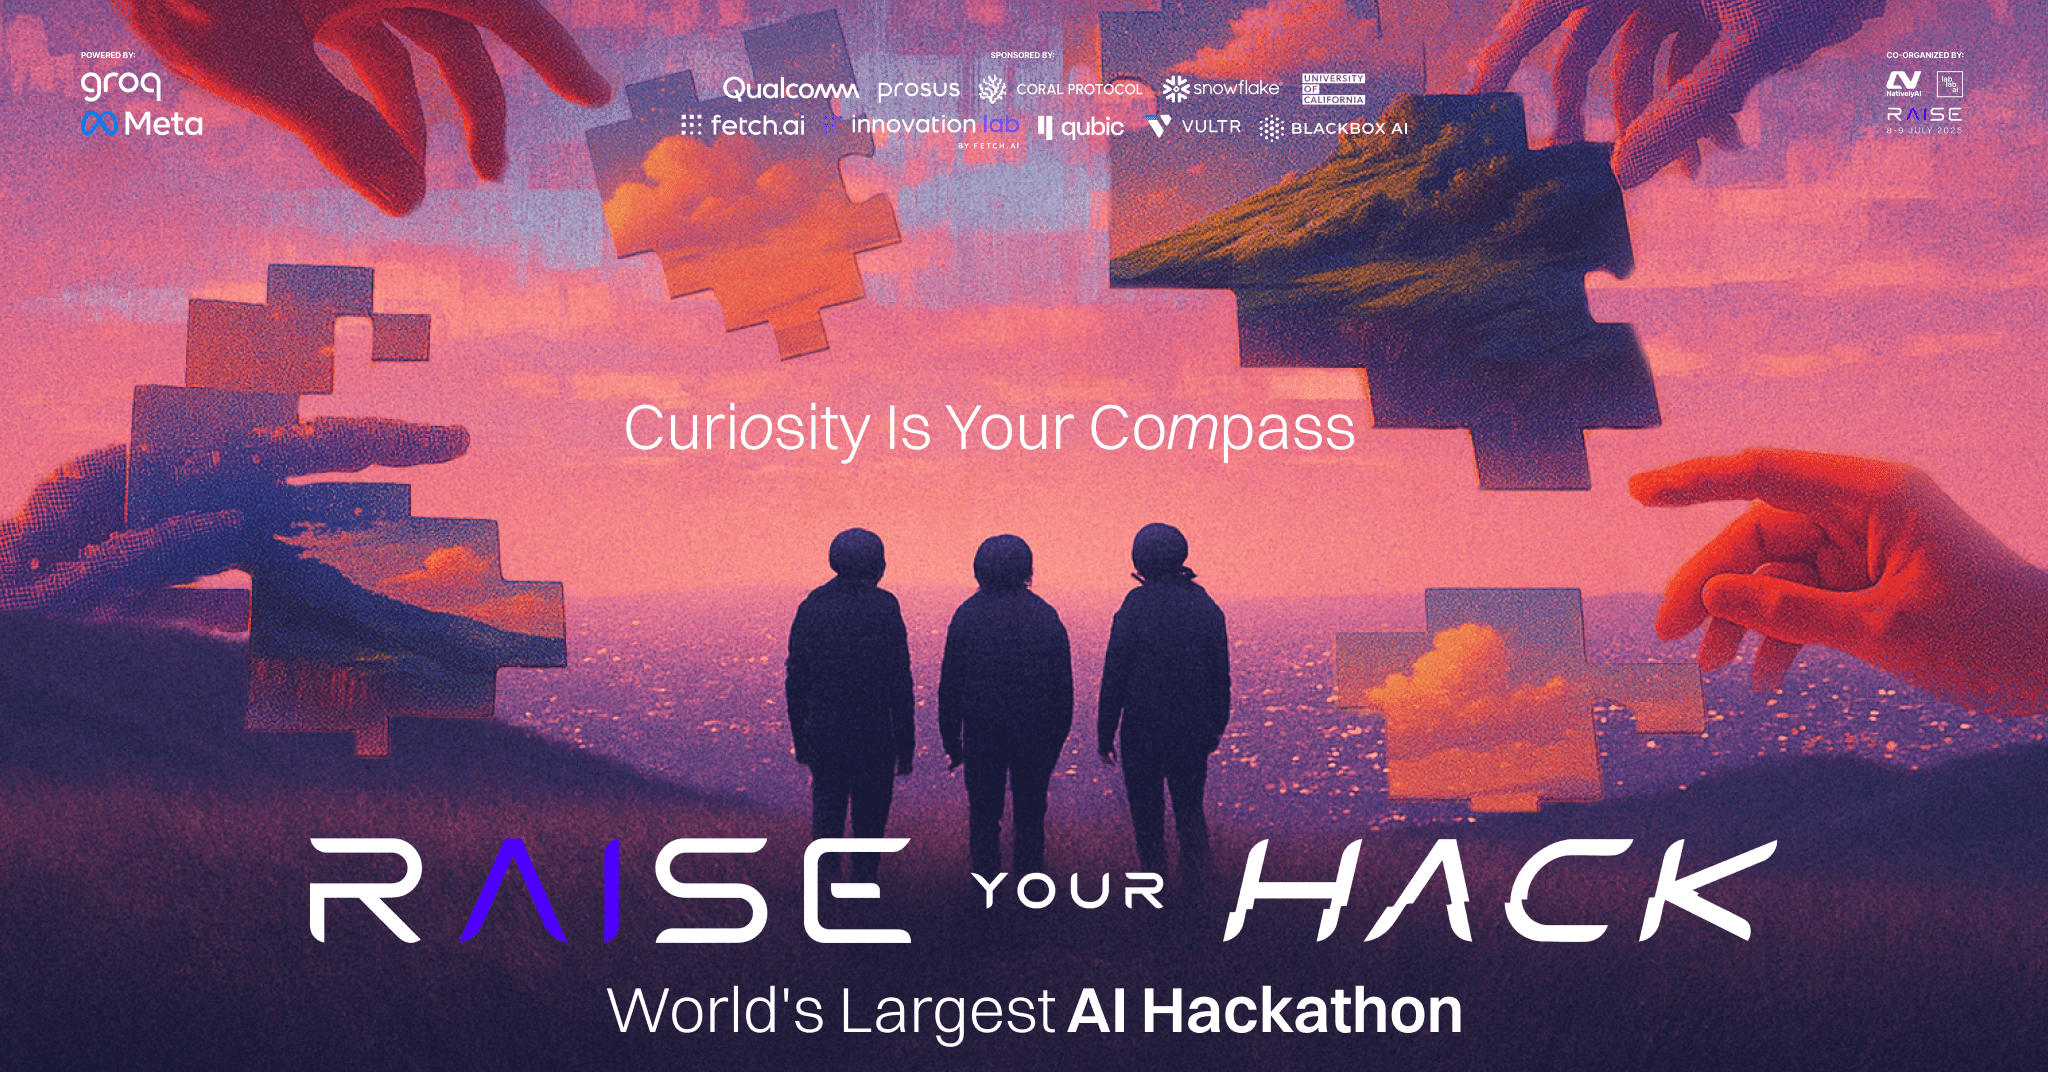 POWERED BY:
groq
Meta
SPONSORED BY:
Qualcomm prosus CORAL PROTOCOL snowflake UNIVERSITY OF CALIFORNIA
fetch.ai innovation lab BY FETCH.AI qubic VULTR BLACKBOX AI
CO-ORGANIZED BY:
NativelyAI lab lab .ai
RAISE
8-9 JULY 2025
Curiosity Is Your Compass
RAISE YOUR HACK
World's Largest AI Hackathon